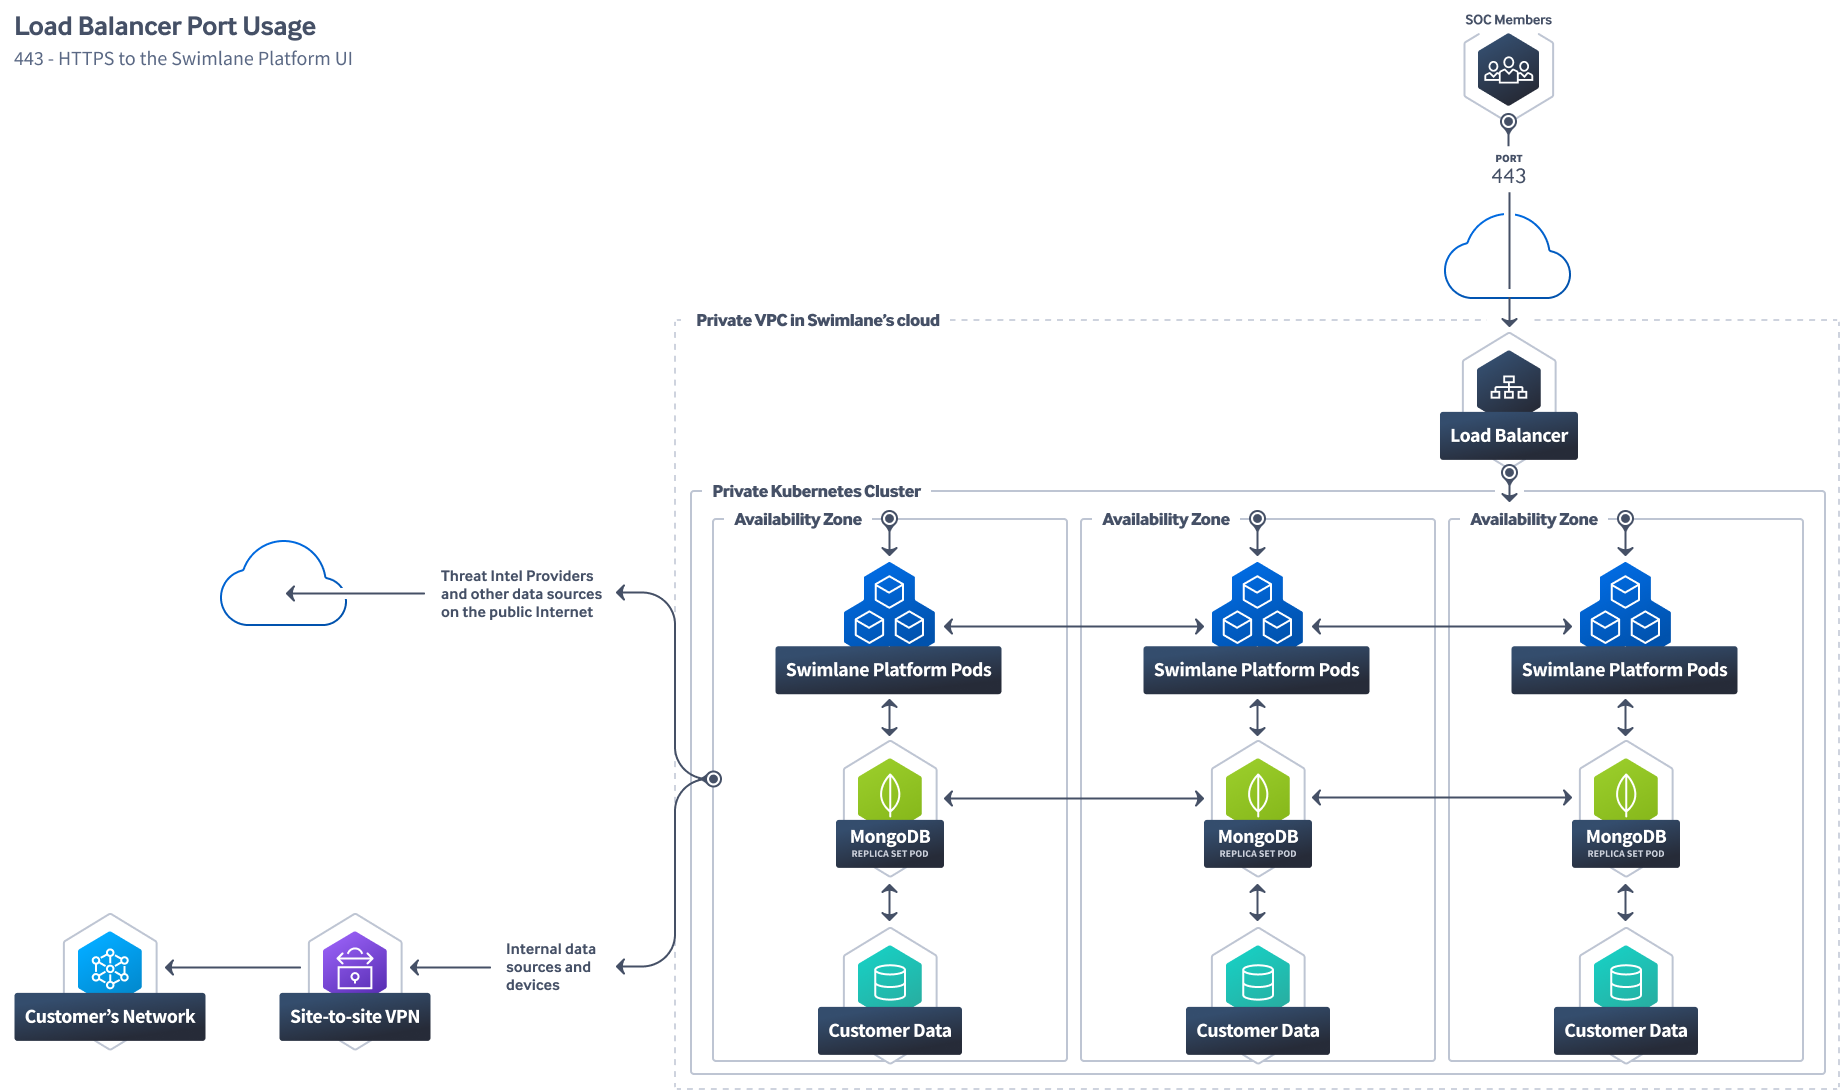 Load Balancer Port Usage
443 - HTTPS to the Swimlane Platform UI
SOC Members
PORT
443
Private VPC in Swimlane’s cloud
Load Balancer
Private Kubernetes Cluster
Availability Zone
Availability Zone
Availability Zone
Threat Intel Providers
and other data sources
on the public Internet
Swimlane Platform Pods
Swimlane Platform Pods
Swimlane Platform Pods
MongoDB
REPLICA SET POD
MongoDB
REPLICA SET POD
MongoDB
REPLICA SET POD
Internal data
sources and
devices
Customer’s Network
Site-to-site VPN
Customer Data
Customer Data
Customer Data